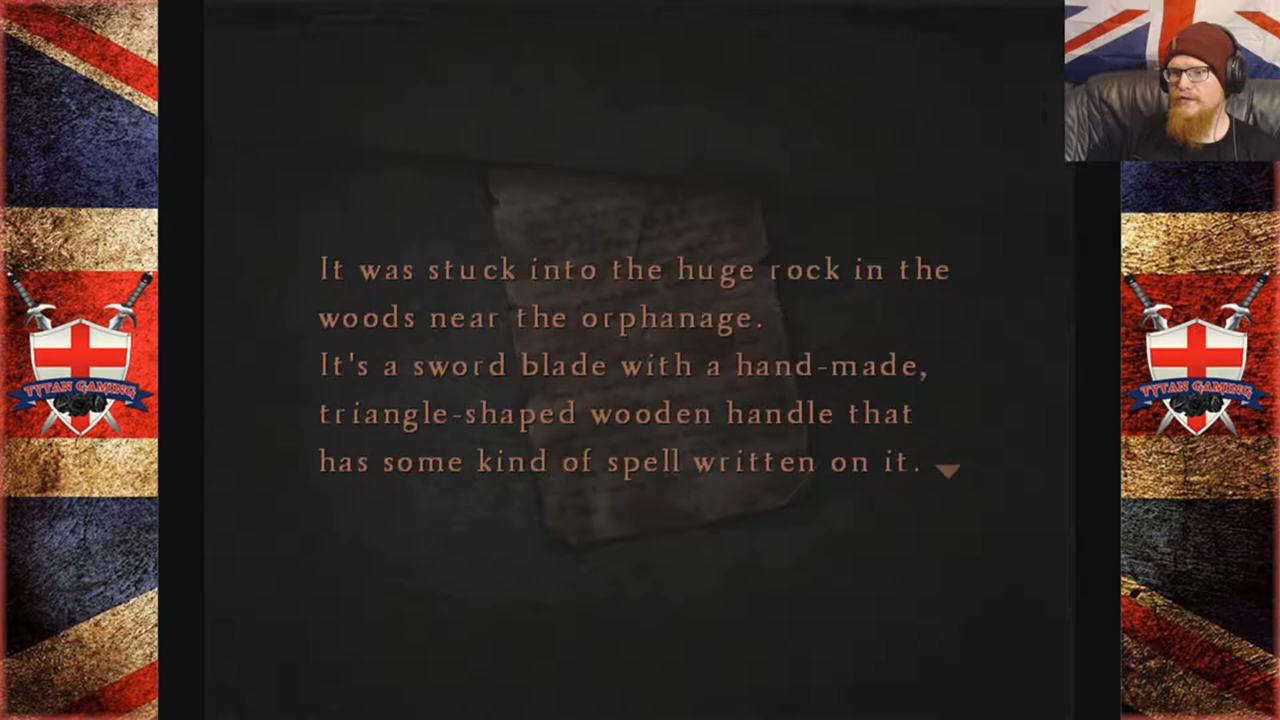 It was stuck into the huge rock in the
woods near the orphanage.
It's a sword blade with a hand-made,
triangle-shaped wooden handle that
has some kind of spell written on it.
TYTAN GAMING
TYTAN GAMING